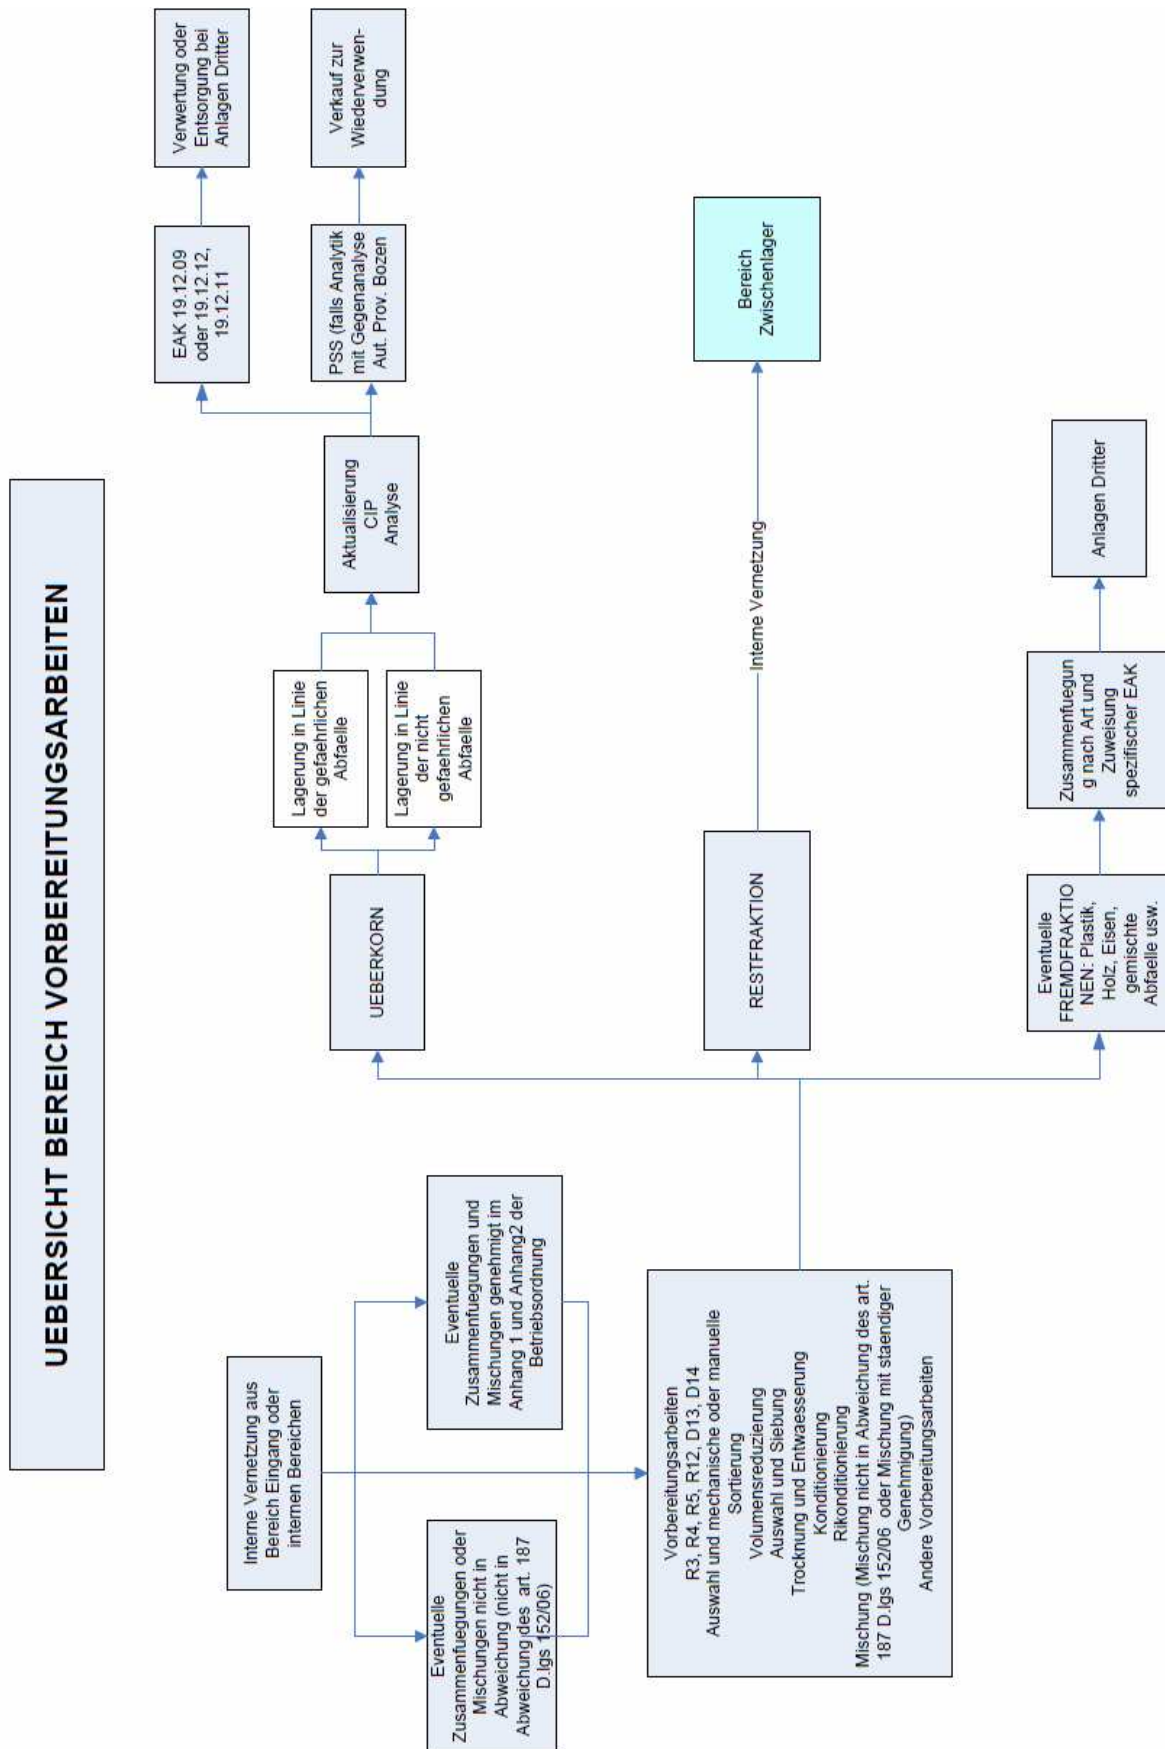 UEBERSICHT BEREICH VORBEREITUNGSARBEITEN
Interne Vernetzung aus
Bereich Eingang oder
internen Bereichen
Eventuelle
Zusammenfuegungen oder
Mischungen nicht in
Abweichung (nicht in
Abweichung des art. 187
D.lgs 152/06)
Eventuelle
Zusammenfuegungen und
Mischungen genehmigt im
Anhang 1 und Anhang2 der
Betriebsordnung
Vorbereitungsarbeiten
R3, R4, R5, R12, D13, D14
Auswahl und mechanische oder manuelle
Sortierung
Volumensreduzierung
Auswahl und Siebung
Trocknung und Entwaesserung
Konditionierung
Rikonditionierung
Mischung (Mischung nicht in Abweichung des art.
187 D.lgs 152/06 oder Mischung mit staendiger
Genehmigung)
Andere Vorbereitungsarbeiten
UEBERKORN
Lagerung in Linie
der gefaehrlichen
Abfaelle
Lagerung in Linie
der nicht
gefaehrlichen
Abfaelle
Aktualisierung
CIP
Analyse
EAK 19.12.09
oder 19.12.12,
19.12.11
Verwertung oder
Entsorgung bei
Anlagen Dritter
PSS (falls Analytik
mit Gegenanalyse
Aut. Prov. Bozen
Verkauf zur
Wiederverwen-
dung
RESTFRAKTION
Interne Vernetzung
Bereich
Zwischenlager
Eventuelle
FREMDFRAKTIO
NEN: Plastik,
Holz, Eisen,
gemischte
Abfaelle usw.
Zusammenfuegun
g nach Art und
Zuweisung
spezifischer EAK
Anlagen Dritter